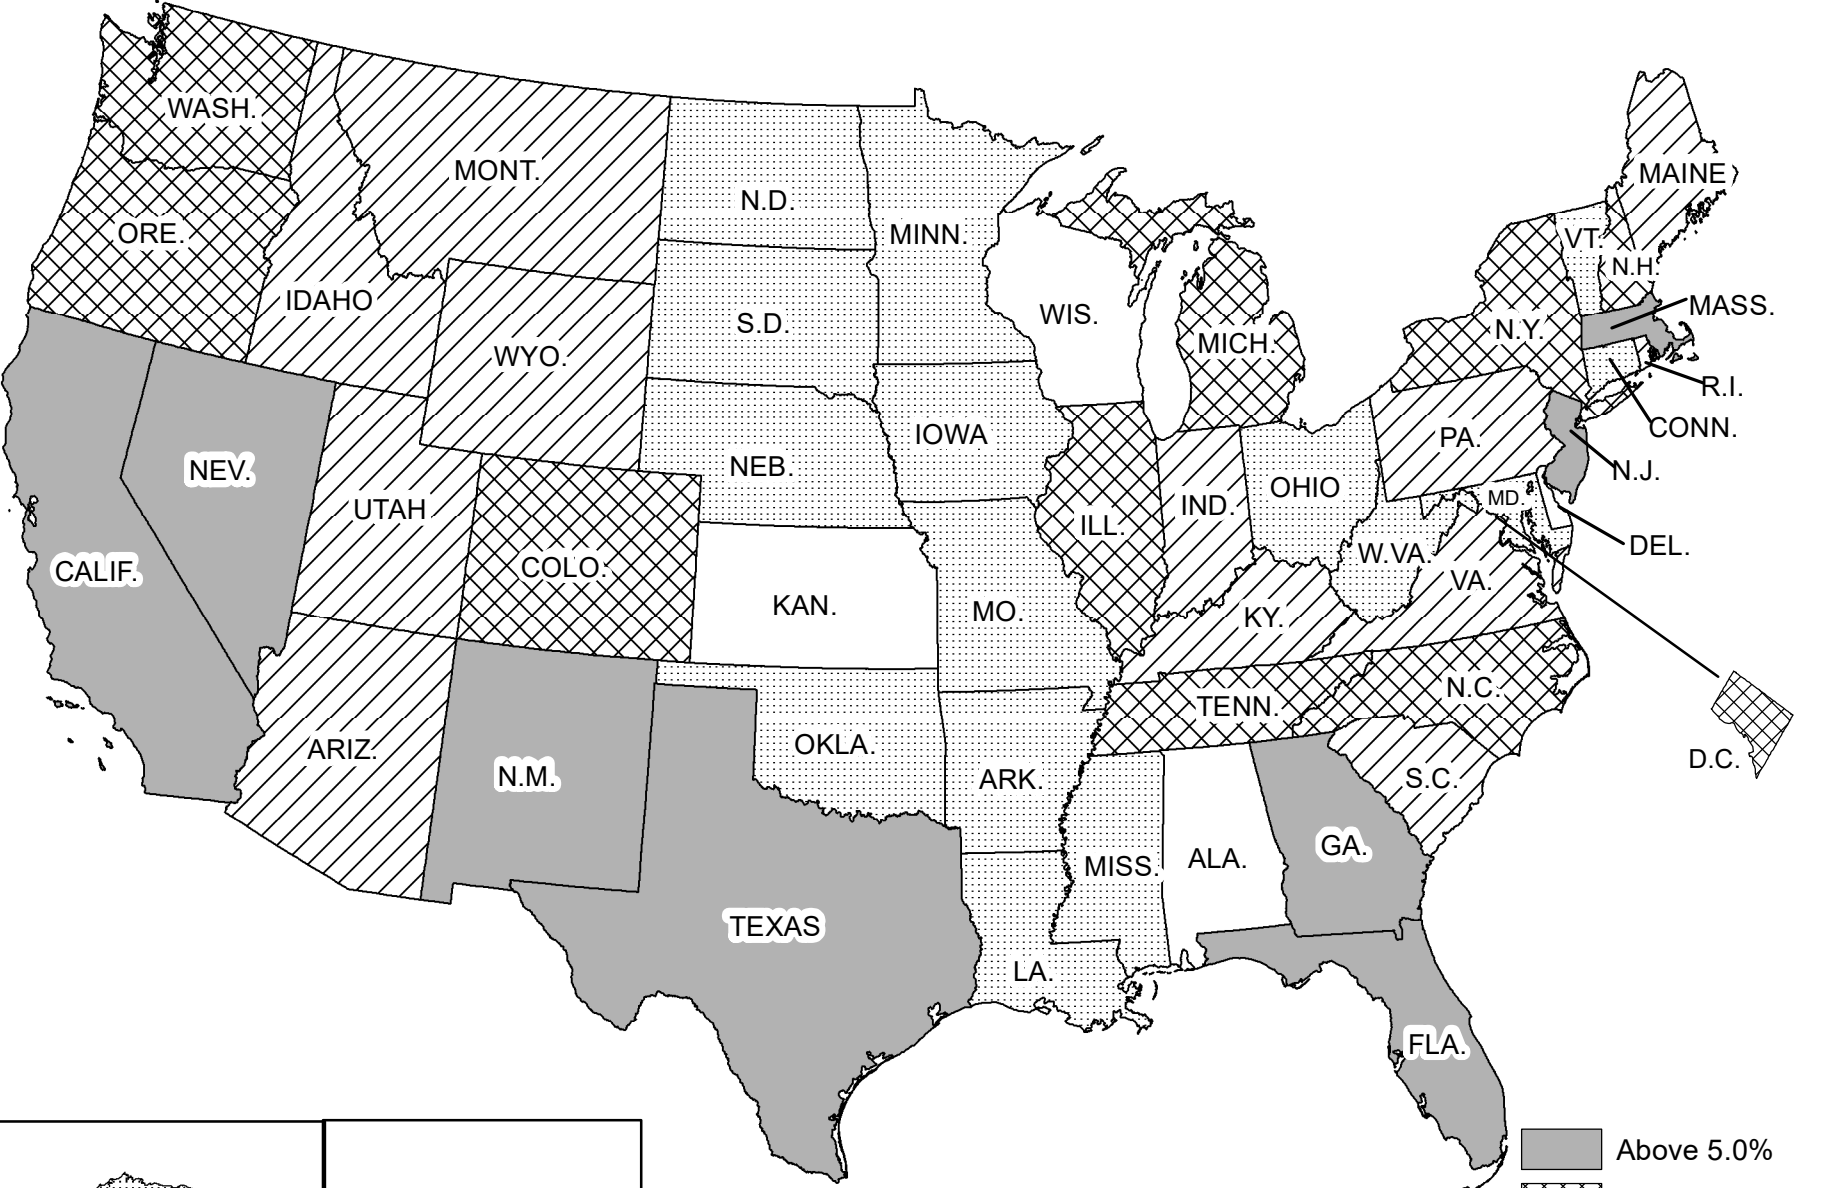 WASH.
MONT.
N.D.
MINN.
MAINE
ORE.
IDAHO
WYO.
S.D.
WIS.
MICH.
N.Y.
VT.
N.H.
MASS.
R.I.
CONN.
N.J.
NEV.
UTAH
NEB.
IOWA
OHIO
PA.
IND.
ILL.
MD.
DEL.
CALIF.
COLO.
KAN.
MO.
W.VA.
VA.
KY.
ARIZ.
N.M.
OKLA.
ARK.
TENN.
N.C.
S.C.
D.C.
TEXAS
LA.
MISS.
ALA.
GA.
FLA.
Above 5.0%